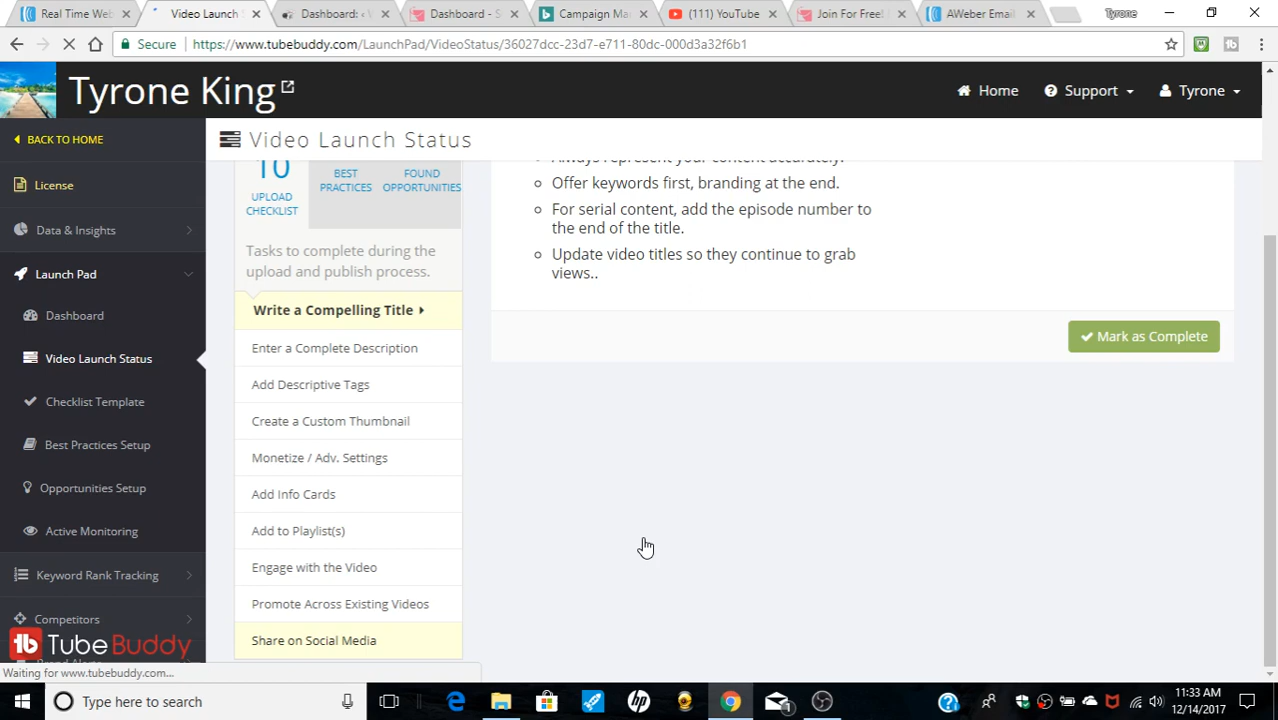 Real Time Web
Video Launch
Dashboard:
Dashboard - S
Campaign Ma
(111) YouTube
Join For Free!
AWeber Email
Tyrone
Secure
https://www.tubebuddy.com/LaunchPad/VideoStatus/36027dcc-23d7-e711-80dc-000d3a32f6b1
Tyrone King
Home
Support
Tyrone
BACK TO HOME
Video Launch Status
License
Data & Insights
Launch Pad
Dashboard
Video Launch Status
Checklist Template
Best Practices Setup
Opportunities Setup
Active Monitoring
Keyword Rank Tracking
Competitors
TubeBuddy
10
UPLOAD
CHECKLIST
BEST
PRACTICES
FOUND
OPPORTUNITIES
Tasks to complete during the
upload and publish process.
Write a Compelling Title
Enter a Complete Description
Add Descriptive Tags
Create a Custom Thumbnail
Monetize / Adv. Settings
Add Info Cards
Add to Playlist(s)
Engage with the Video
Promote Across Existing Videos
Share on Social Media
Always represent your content accurately.
Offer keywords first, branding at the end.
For serial content, add the episode number to
the end of the title.
Update video titles so they continue to grab
views..
Mark as Complete
Waiting for www.tubebuddy.com...
Type here to search
11:33 AM
12/14/2017